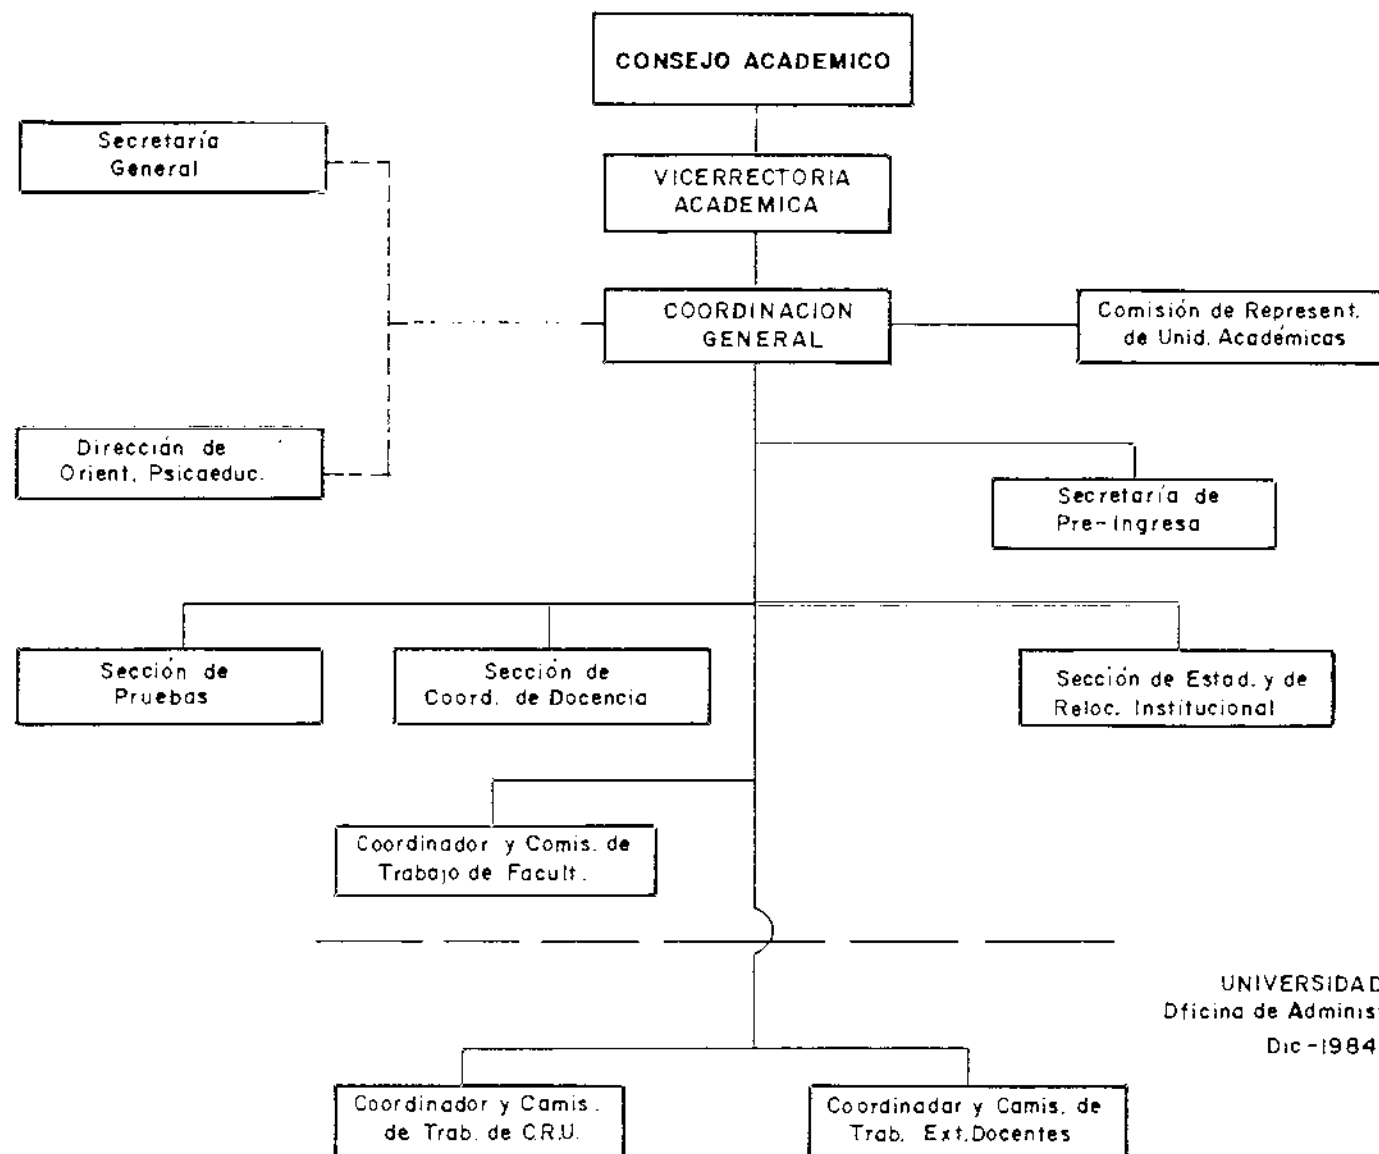 CONSEJO ACADEMICO
Secretaría
General
VICERRECTORIA
ACADEMICA
COORDINACION
GENERAL
Comisión de Represent.
de Unid. Académicas
Direccián de
Orient. Psicaeduc.
Secretaría de
Pre-Ingresa
Sección de
Pruebas
Sección de
Coord. de Docencia
Sección de Estad. y de
Reloc. Institucional
Coordinador y Comis. de
Trabajo de Facult.
UNIVERSIDAD
Dficina de Adminis
Dic-1984
Coordinador y Camis.
de Trab. de C.R.U.
Coordinadar y Camis. de
Trab. Ext. Docentes